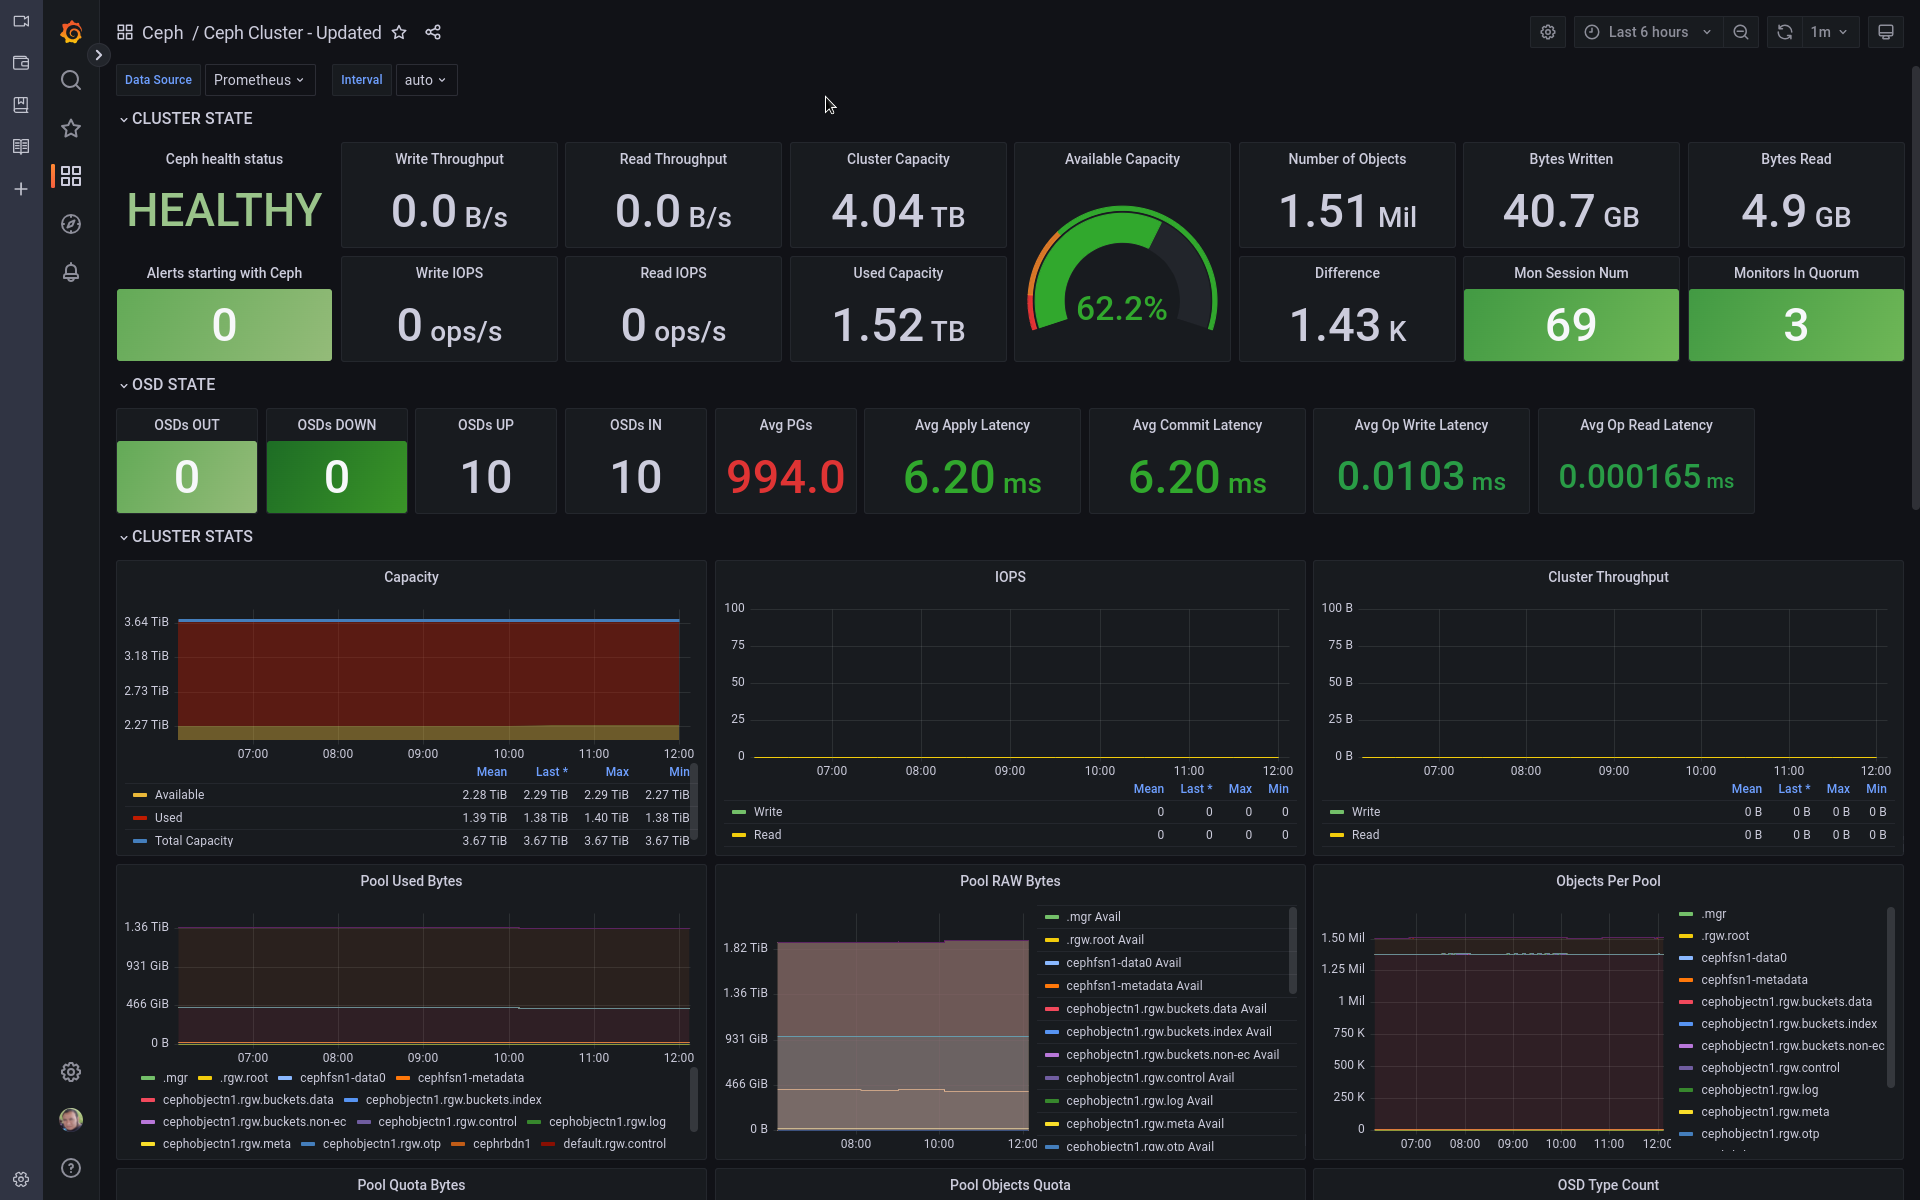 Ceph / Ceph Cluster - Updated
Last 6 hours
1m
Data Source Prometheus
Interval auto
CLUSTER STATE
Ceph health status
HEALTHY
Write Throughput
0.0 B/s
Read Throughput
0.0 B/s
Cluster Capacity
4.04 TB
Available Capacity
62.2%
Number of Objects
1.51 Mil
Bytes Written
40.7 GB
Bytes Read
4.9 GB
Alerts starting with Ceph
0
Write IOPS
0 ops/s
Read IOPS
0 ops/s
Used Capacity
1.52 TB
Difference
1.43 K
Mon Session Num
69
Monitors In Quorum
3
OSD STATE
OSDs OUT
0
OSDs DOWN
0
OSDs UP
10
OSDs IN
10
Avg PGs
994.0
Avg Apply Latency
6.20 ms
Avg Commit Latency
6.20 ms
Avg Op Write Latency
0.0103 ms
Avg Op Read Latency
0.000165 ms
CLUSTER STATS
Capacity
3.64 TiB
3.18 TiB
2.73 TiB
2.27 TiB
07:00 08:00 09:00 10:00 11:00 12:00
Mean Last * Max Min
Available 2.28 TiB 2.29 TiB 2.29 TiB 2.27 TiB
Used 1.39 TiB 1.38 TiB 1.40 TiB 1.38 TiB
Total Capacity 3.67 TiB 3.67 TiB 3.67 TiB 3.67 TiB
IOPS
100
75
50
25
0
07:00 08:00 09:00 10:00 11:00 12:00
Mean Last * Max Min
Write 0 0 0 0
Read 0 0 0 0
Cluster Throughput
100 B
75 B
50 B
25 B
0 B
07:00 08:00 09:00 10:00 11:00 12:00
Mean Last * Max Min
Write 0 B 0 B 0 B 0 B
Read 0 B 0 B 0 B 0 B
Pool Used Bytes
1.36 TiB
931 GiB
466 GiB
0 B
07:00 08:00 09:00 10:00 11:00 12:00
.mgr .rgw.root cephfsn1-data0 cephfsn1-metadata
cephobjectn1.rgw.buckets.data cephobjectn1.rgw.buckets.index
cephobjectn1.rgw.buckets.non-ec cephobjectn1.rgw.control cephobjectn1.rgw.log
cephobjectn1.rgw.meta cephobjectn1.rgw.otp cephrbdn1 default.rgw.control
Pool RAW Bytes
1.82 TiB
1.36 TiB
931 GiB
466 GiB
0 B
08:00 10:00 12:00
.mgr Avail
.rgw.root Avail
cephfsn1-data0 Avail
cephfsn1-metadata Avail
cephobjectn1.rgw.buckets.data Avail
cephobjectn1.rgw.buckets.index Avail
cephobjectn1.rgw.buckets.non-ec Avail
cephobjectn1.rgw.control Avail
cephobjectn1.rgw.log Avail
cephobjectn1.rgw.meta Avail
cephobjectn1.rgw.otp Avail
Objects Per Pool
1.50 Mil
1.25 Mil
1 Mil
750 K
500 K
250 K
0
07:00 08:00 09:00 10:00 11:00 12:00
.mgr
.rgw.root
cephfsn1-data0
cephfsn1-metadata
cephobjectn1.rgw.buckets.data
cephobjectn1.rgw.buckets.index
cephobjectn1.rgw.buckets.non-ec
cephobjectn1.rgw.control
cephobjectn1.rgw.log
cephobjectn1.rgw.meta
cephobjectn1.rgw.otp
Pool Quota Bytes
Pool Objects Quota
OSD Type Count